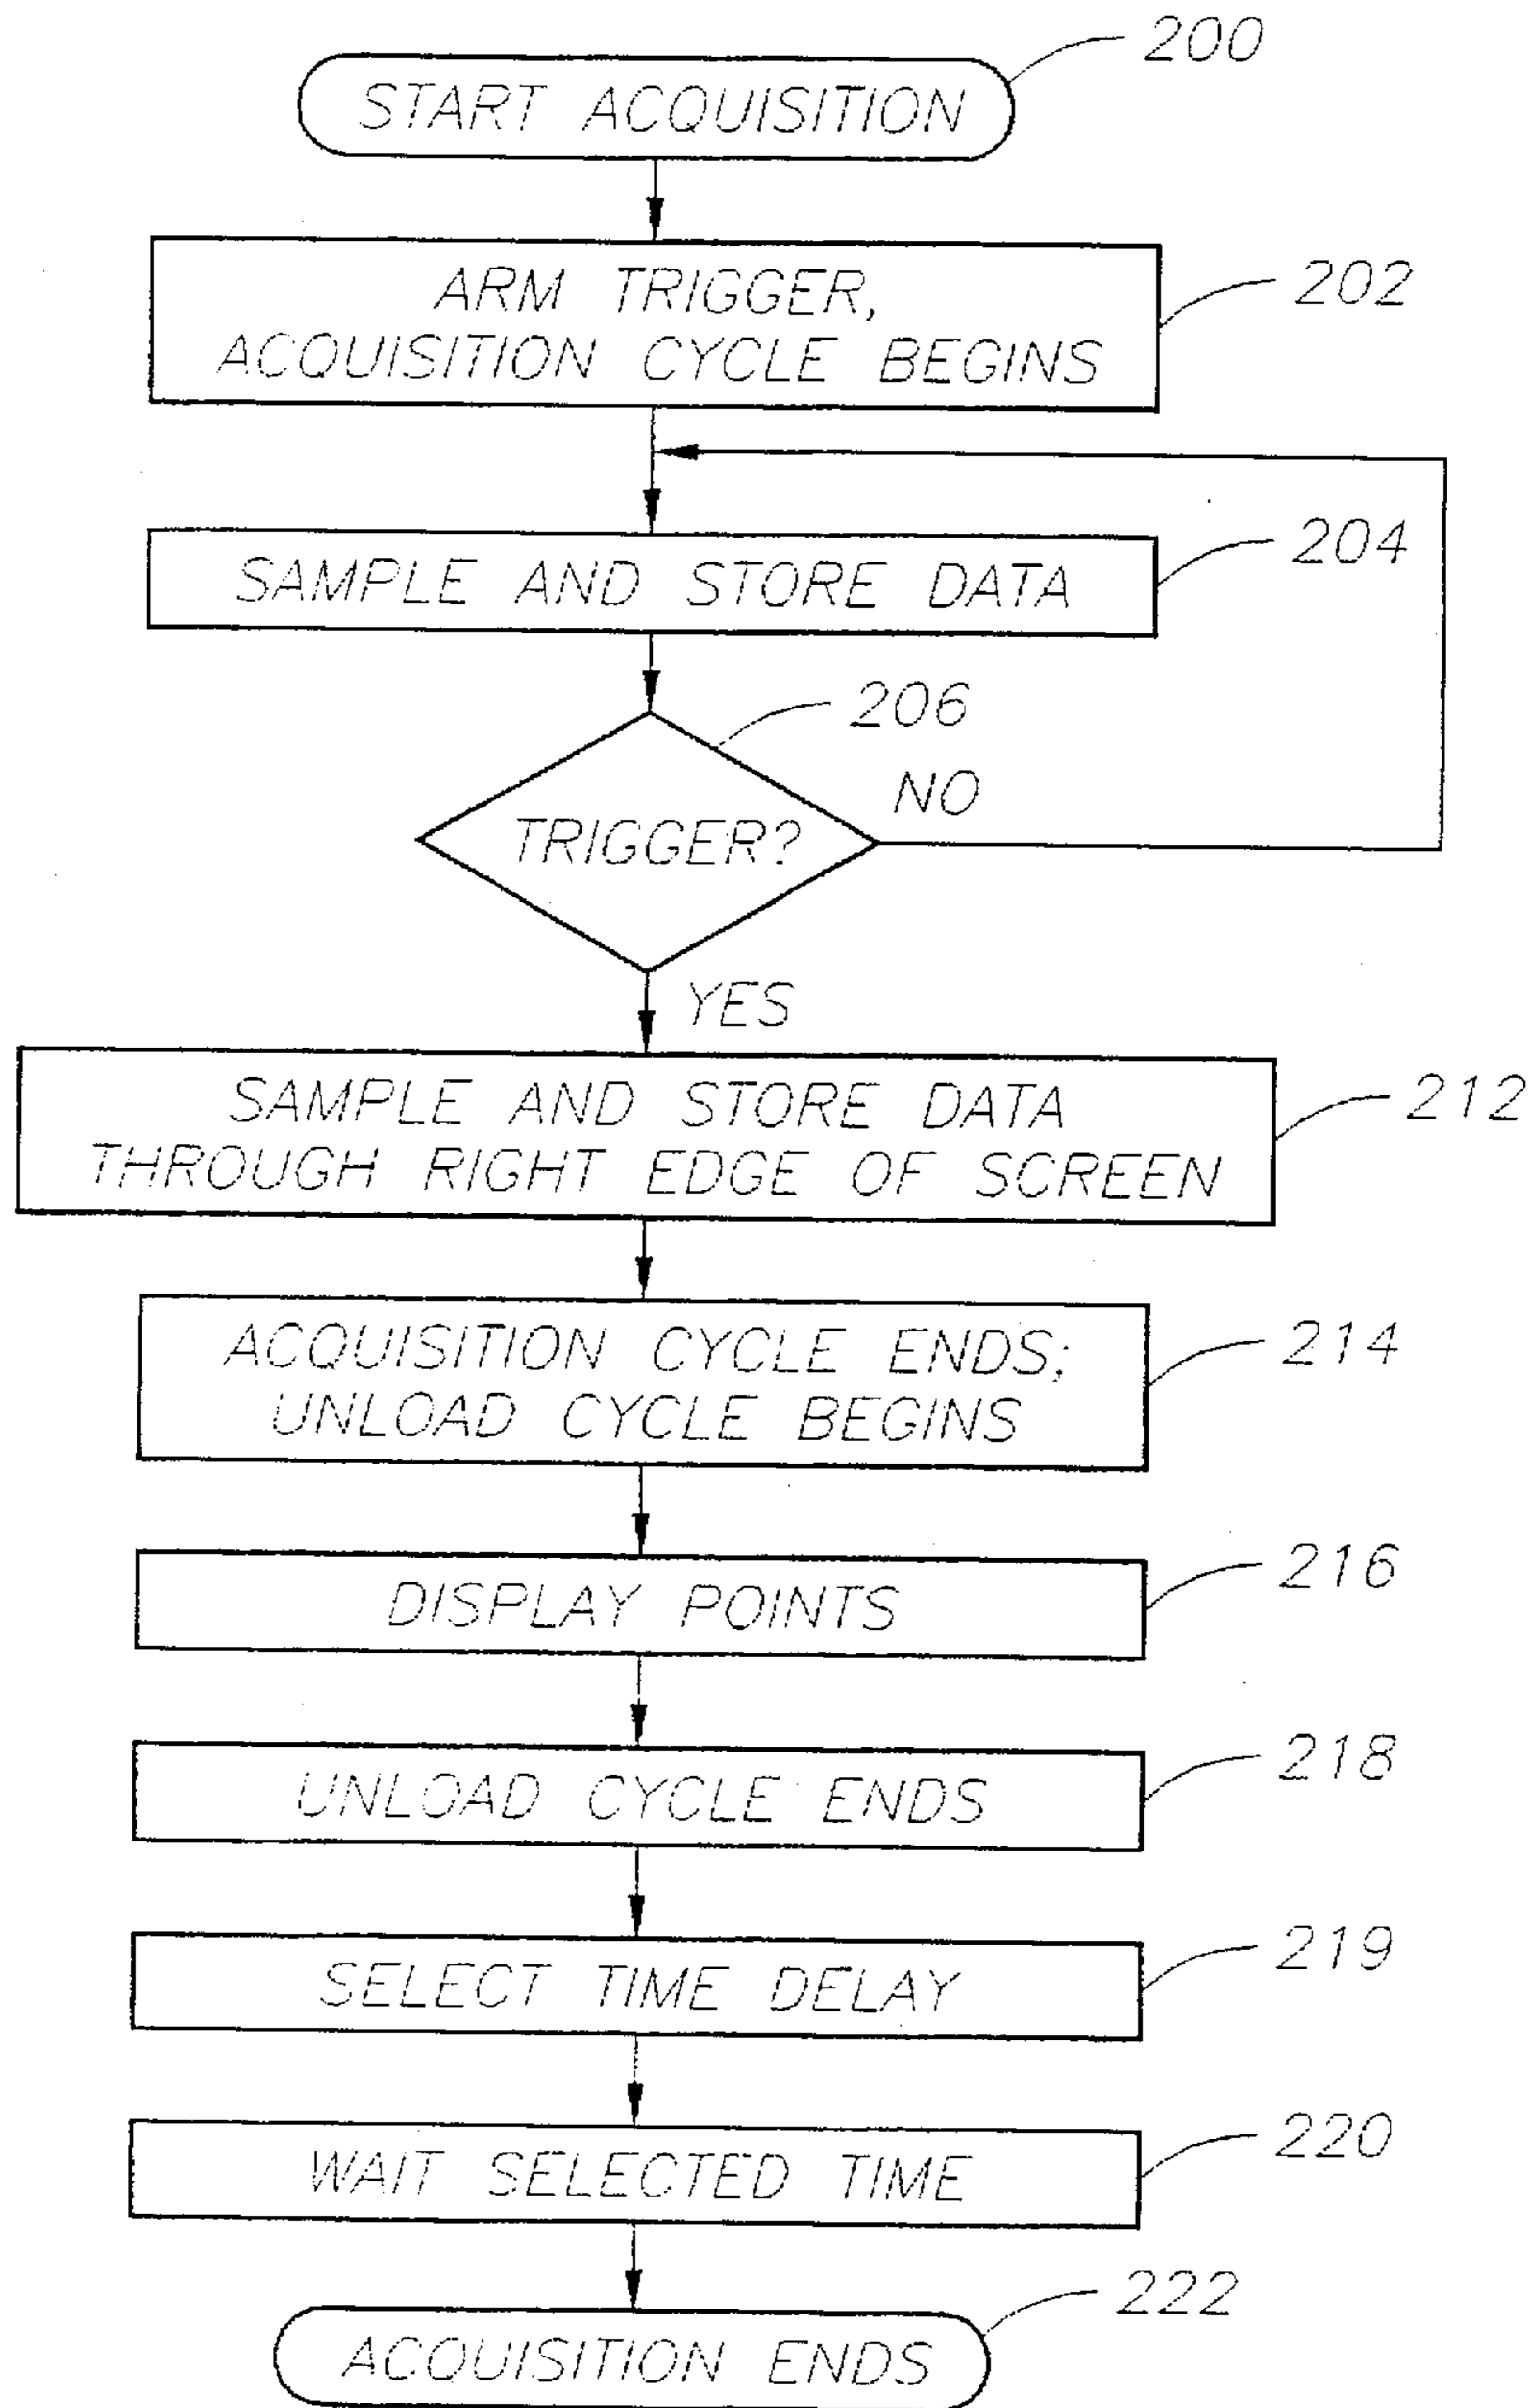 200
START ACQUISITION
202
ARM TRIGGER,
ACQUISITION CYCLE BEGINS
204
SAMPLE AND STORE DATA
206
NO
TRIGGER?
YES
212
SAMPLE AND STORE DATA
THROUGH RIGHT EDGE OF SCREEN
214
ACQUISITION CYCLE ENDS;
UNLOAD CYCLE BEGINS
216
DISPLAY POINTS
218
UNLOAD CYCLE ENDS
219
SELECT TIME DELAY
220
WAIT SELECTED TIME
222
ACQUISITION ENDS